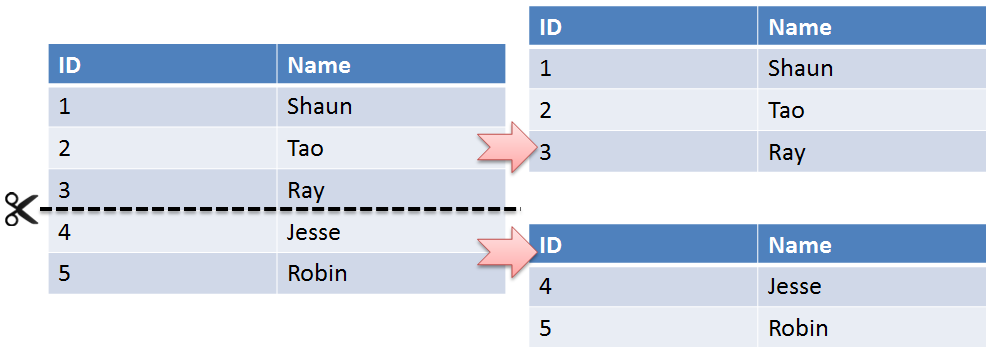 ID Name
1 Shaun
2 Tao
3 Ray
4 Jesse
5 Robin
ID Name
1 Shaun
2 Tao
3 Ray
ID Name
4 Jesse
5 Robin